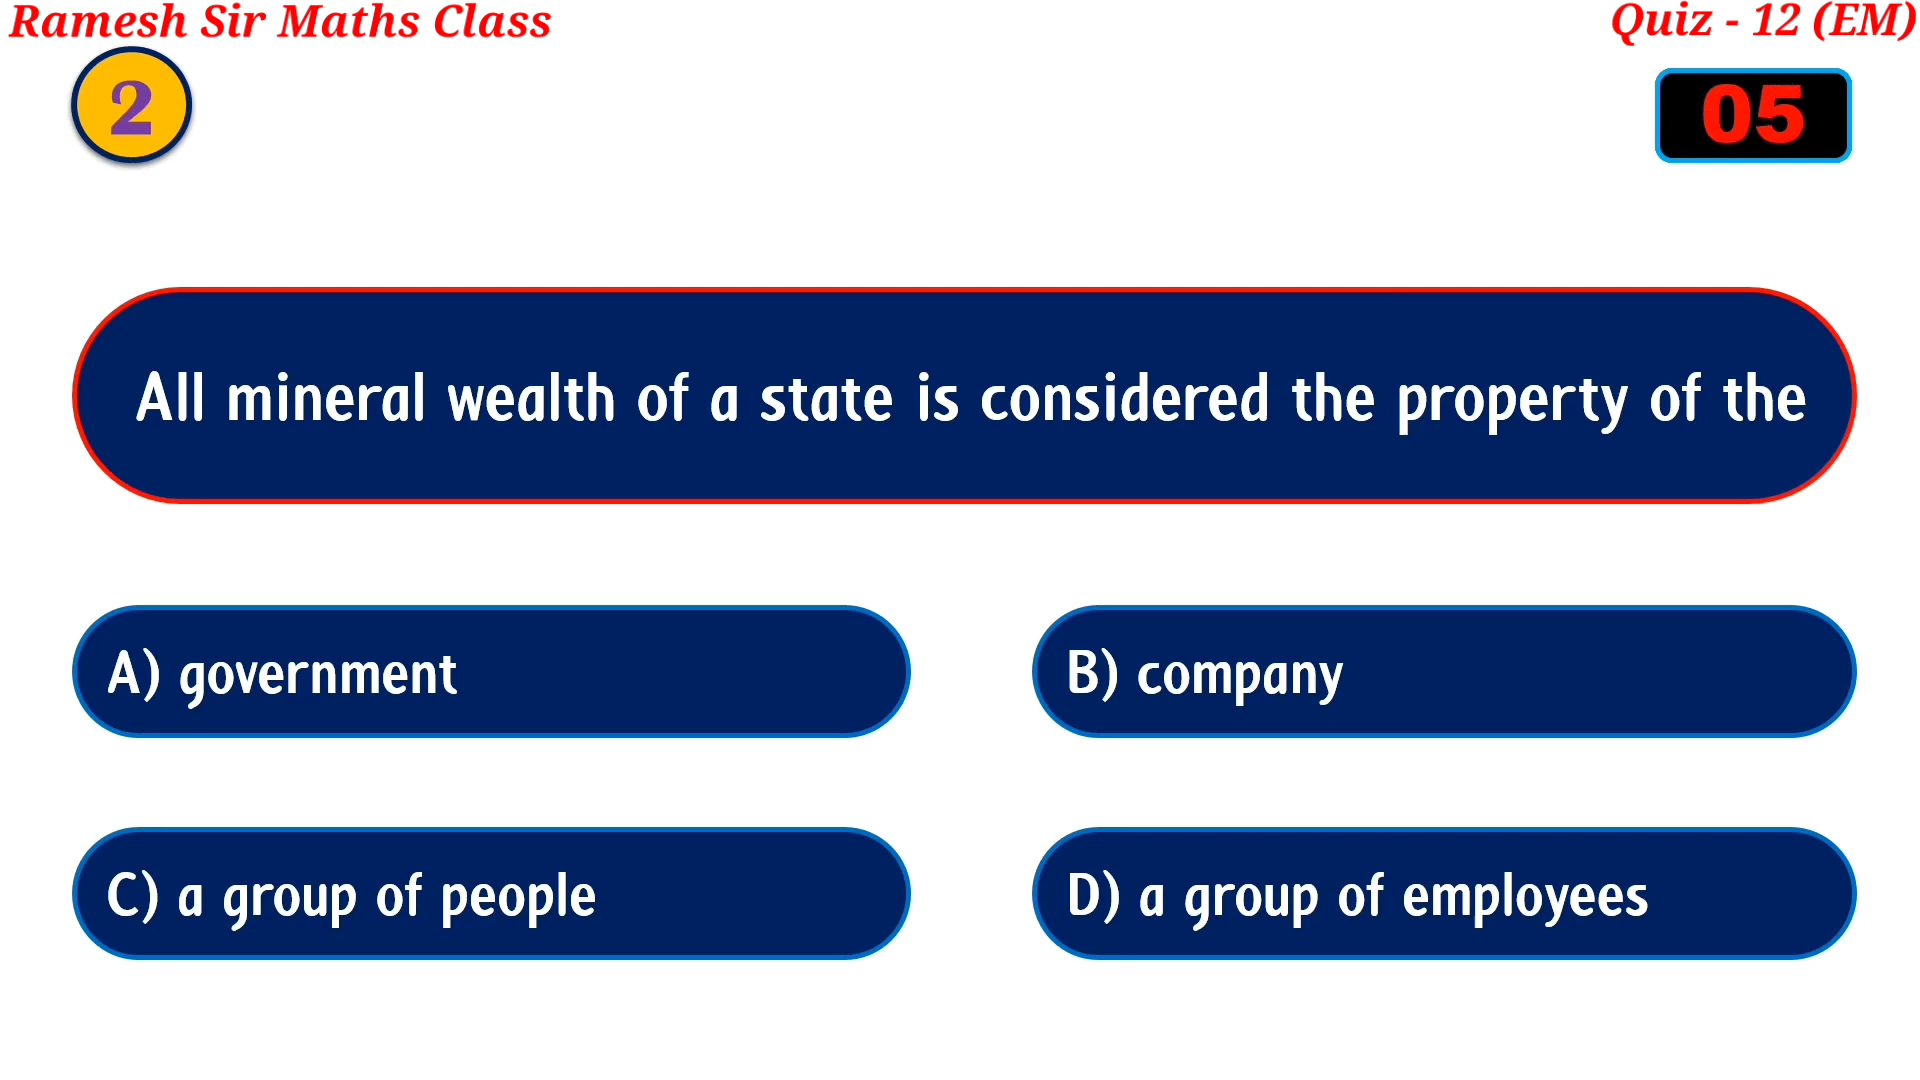 Ramesh Sir Maths Class
Quiz - 12 (EM)
2
05
All mineral wealth of a state is considered the property of the
A) government
B) company
C) a group of people
D) a group of employees